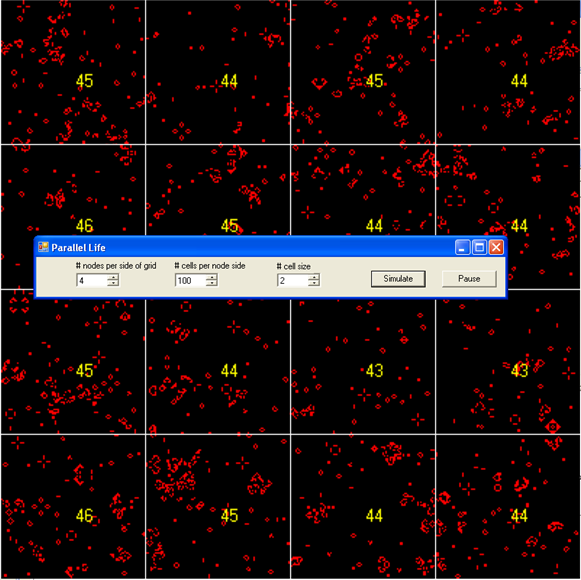 45 44 45 44
46 45 44 44
Parallel Life
# nodes per side of grid # cells per node side # cell size
4 100 2 Simulate Pause
45 44 43 43
46 45 44 44